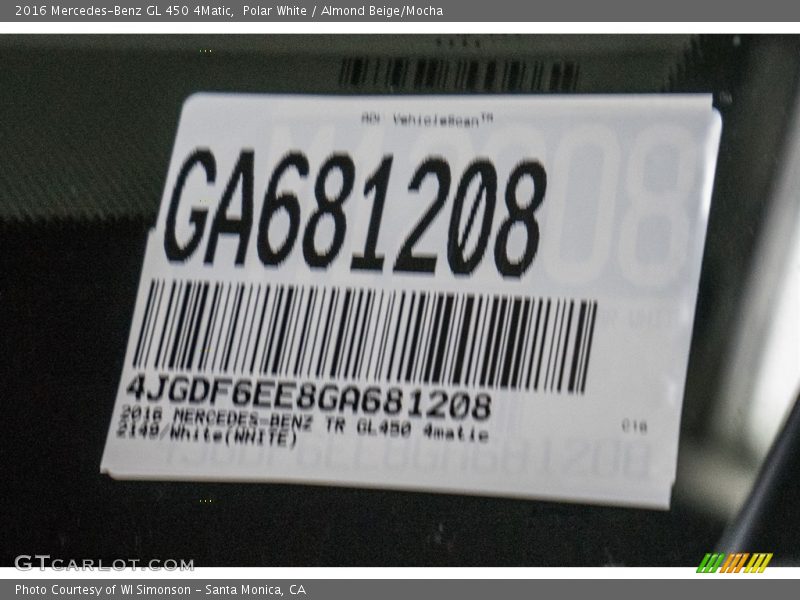 2016 Mercedes-Benz GL 450 4Matic,  Polar White / Almond Beige/Mocha
ADP VehicleScan™
GA681208
4JGDF6EE8GA681208
2016 MERCEDES-BENZ TR GL450 4matic
2149/White(WHITE)
C16
GTCARLOT.COM
Photo Courtesy of WI Simonson – Santa Monica, CA